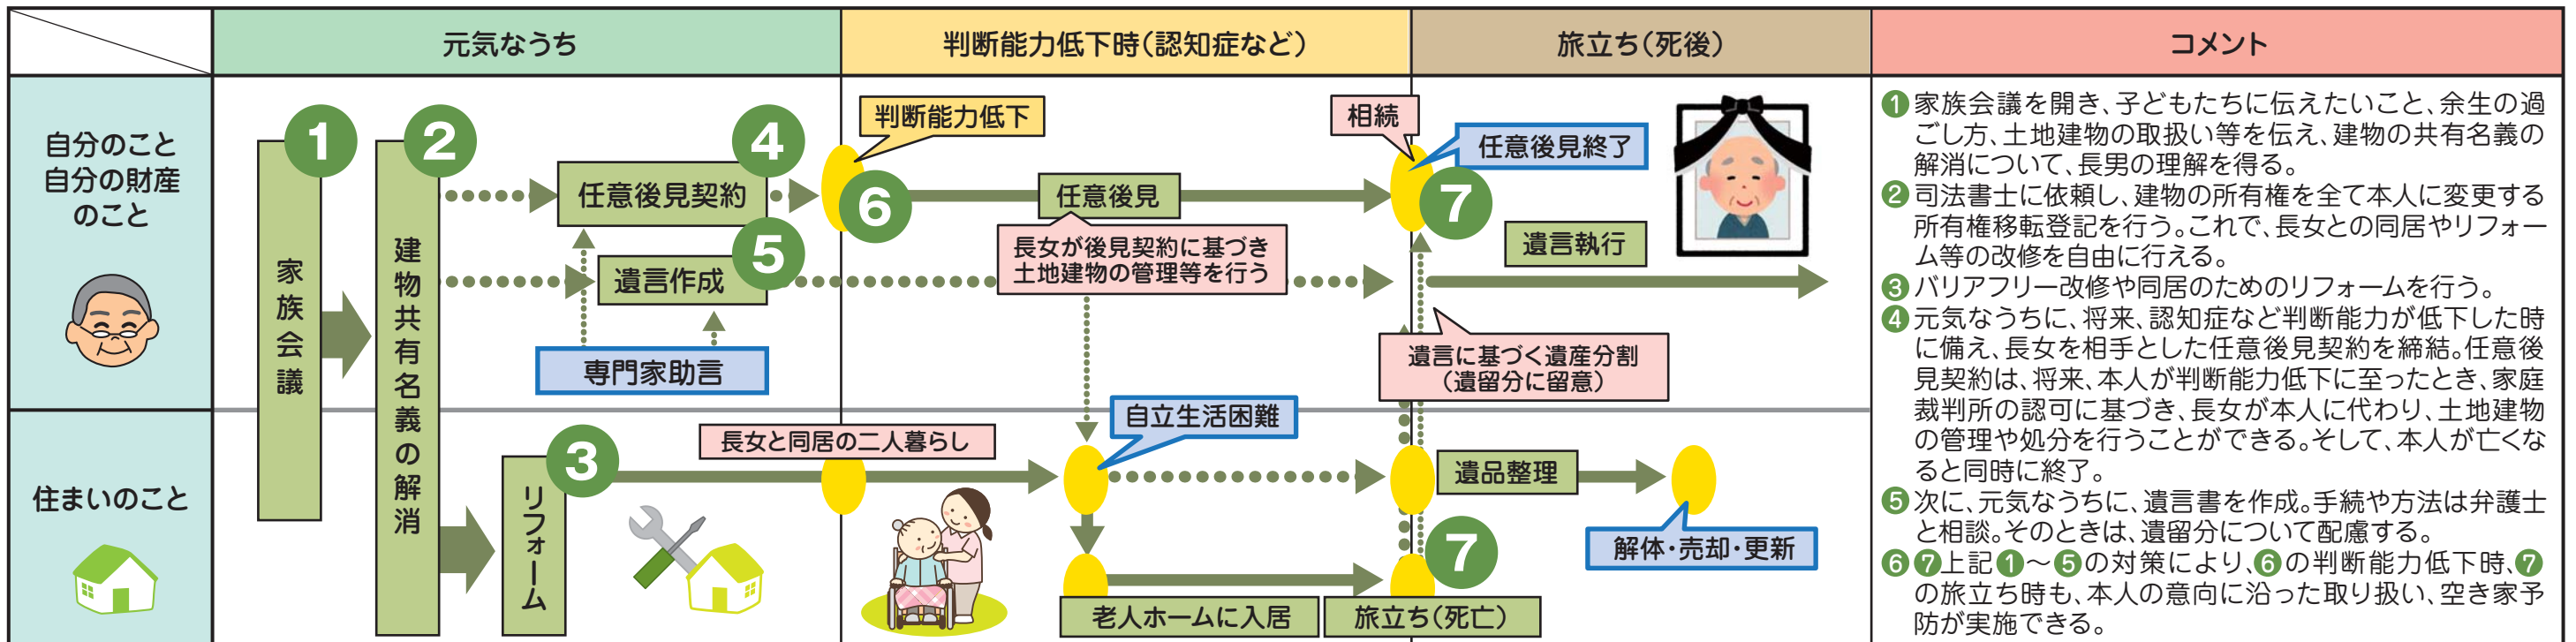 元気なうち
判断能力低下時(認知症など)
旅立ち(死後)
コメント
自分のこと
自分の財産
のこと
1
家族会議
2
建物共有名義の解消
4
任意後見契約
5
遺言作成
専門家助言
判断能力低下
6
任意後見
長女が後見契約に基づき
土地建物の管理等を行う
相続
任意後見終了
7
遺言執行
遺言に基づく遺産分割
(遺留分に留意)
住まいのこと
3
リフォーム
長女と同居の二人暮らし
自立生活困難
老人ホームに入居
7
旅立ち(死亡)
遺品整理
解体・売却・更新
❶家族会議を開き、子どもたちに伝えたいこと、余生の過
ごし方、土地建物の取扱い等を伝え、建物の共有名義の
解消について、長男の理解を得る。
❷司法書士に依頼し、建物の所有権を全て本人に変更する
所有権移転登記を行う。これで、長女との同居やリフォー
ム等の改修を自由に行える。
❸バリアフリー改修や同居のためのリフォームを行う。
❹元気なうちに、将来、認知症など判断能力が低下した時
に備え、長女を相手とした任意後見契約を締結。任意後
見契約は、将来、本人が判断能力低下に至ったとき、家庭
裁判所の認可に基づき、長女が本人に代わり、土地建物
の管理や処分を行うことができる。そして、本人が亡くな
ると同時に終了。
❺次に、元気なうちに、遺言書を作成。手続や方法は弁護士
と相談。そのときは、遺留分について配慮する。
❻❼上記❶~❺の対策により、❻の判断能力低下時、❼
の旅立ち時も、本人の意向に沿った取り扱い、空き家予
防が実施できる。